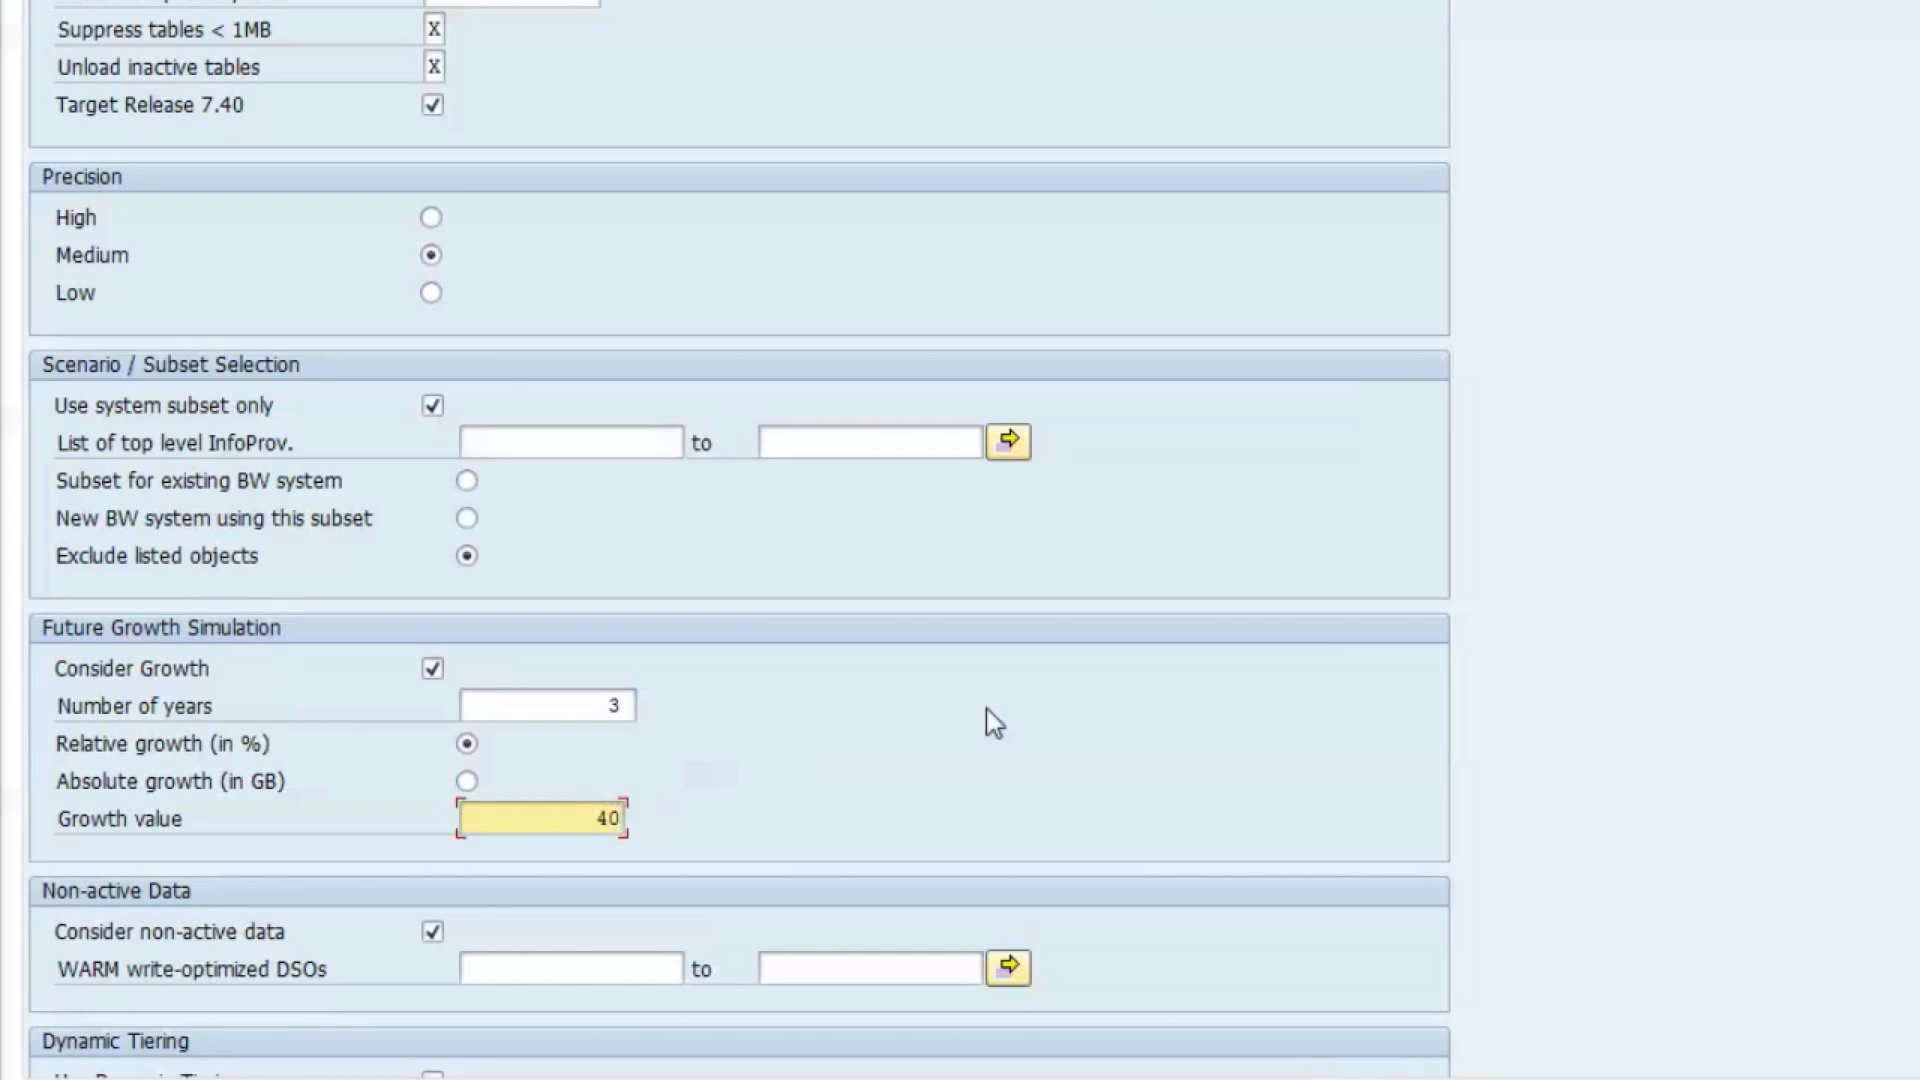 Suppress tables < 1MB X
Unload inactive tables X
Target Release 7.40
Precision
High
Medium
Low
Scenario / Subset Selection
Use system subset only
List of top level InfoProv. to
Subset for existing BW system
New BW system using this subset
Exclude listed objects
Future Growth Simulation
Consider Growth
Number of years 3
Relative growth (in %)
Absolute growth (in GB)
Growth value 40
Non-active Data
Consider non-active data
WARM write-optimized DSOs to
Dynamic Tiering